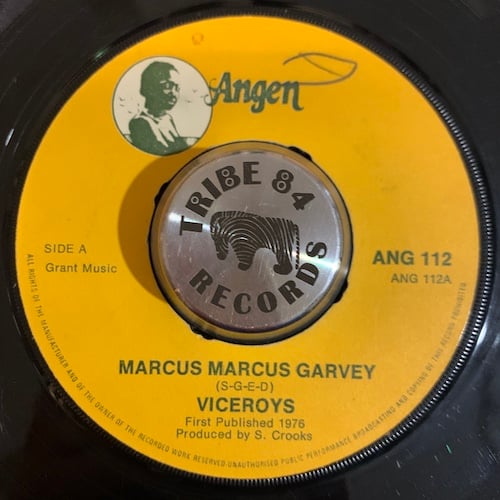 Angen
TRIBE 84
RECORDS
SIDE A
Grant Music
ANG 112
ANG 112A
MARCUS MARCUS GARVEY
(S-G-E-D)
VICEROYS
First Published 1976
Produced by S. Crooks
ALL RIGHTS OF THE MANUFACTURER AND OF THE OWNER OF THE RECORDED WORK RESERVED UNAUTHORISED PUBLIC PERFORMANCE BROADCASTING AND COPYING OF THIS RECORD PROHIBITED